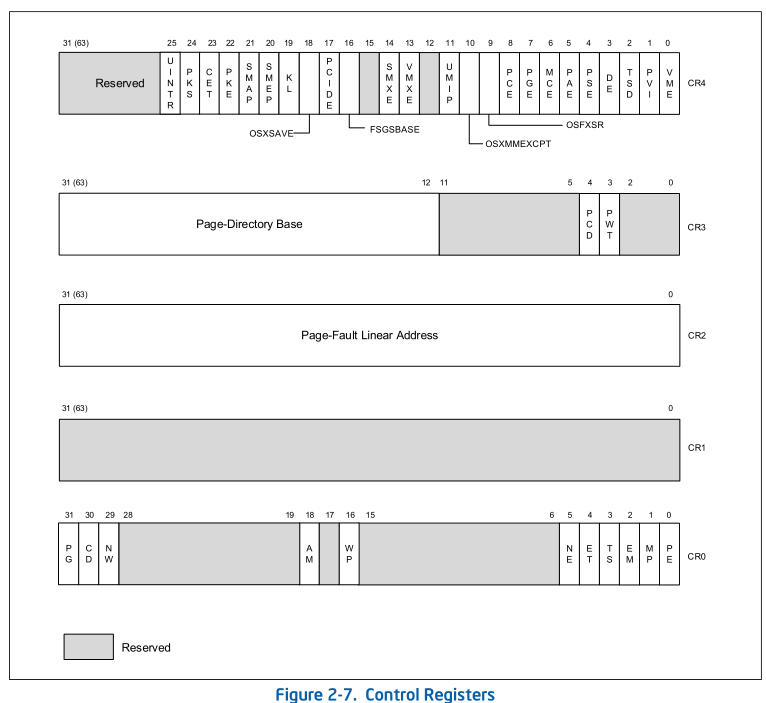 31 (63) 25 24 23 22 21 20 19 18 17 16 15 14 13 12 11 10 9 8 7 6 5 4 3 2 1 0
Reserved UINTR PKS CET PKE SMAP SMEP KL PCIDE SMXE VMXE UMIP PCE PGE MCE PAE PSE DE TSD PVI VME CR4
OSXSAVE FSGSBASE OSXMMEXCPT OSFXSR
31 (63) 12 11 5 4 3 2 0
Page-Directory Base PCD PWT CR3
31 (63) 0
Page-Fault Linear Address CR2
31 (63) 0
CR1
31 30 29 28 19 18 17 16 15 6 5 4 3 2 1 0
PG CD NW AM WP NE ET TS EM MP PE CR0
Reserved
Figure 2-7. Control Registers